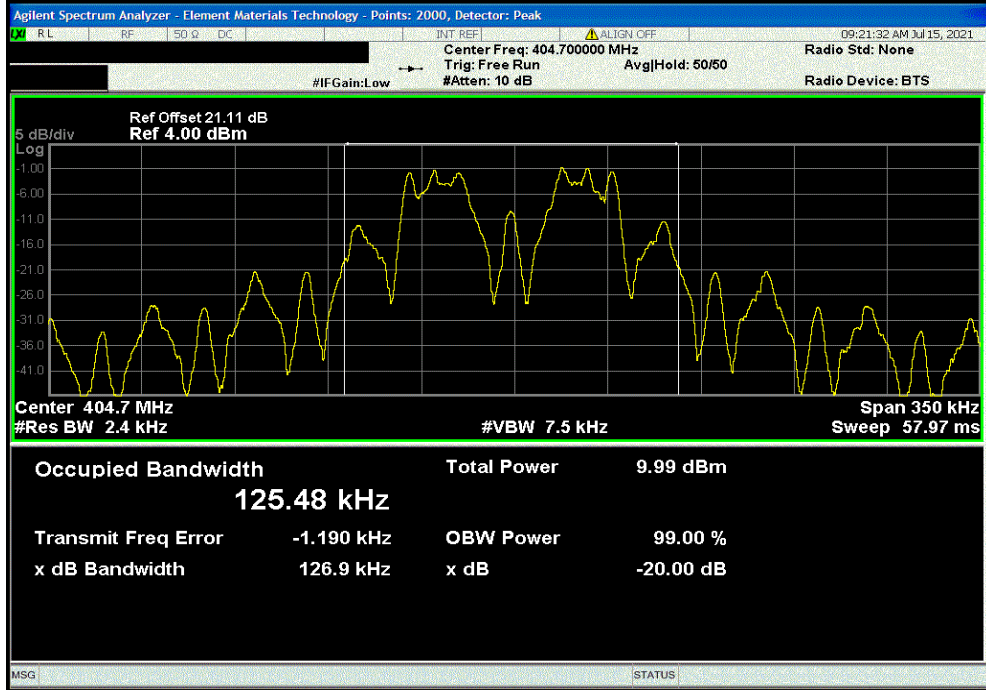 Agilent Spectrum Analyzer - Element Materials Technology - Points: 2000, Detector: Peak
LXI RL RF 50 Ω DC INT REF ALIGN OFF 09:21:32 AM Jul 15, 2021
Center Freq: 404.700000 MHz Radio Std: None
Trig: Free Run Avg|Hold: 50/50
#IFGain:Low #Atten: 10 dB Radio Device: BTS
Ref Offset 21.11 dB
5 dB/div Ref 4.00 dBm
Log
-1.00
-6.00
-11.0
-16.0
-21.0
-26.0
-31.0
-36.0
-41.0
Center 404.7 MHz Span 350 kHz
#Res BW 2.4 kHz #VBW 7.5 kHz Sweep 57.97 ms
Occupied Bandwidth Total Power 9.99 dBm
125.48 kHz
Transmit Freq Error -1.190 kHz OBW Power 99.00 %
x dB Bandwidth 126.9 kHz x dB -20.00 dB
MSG STATUS